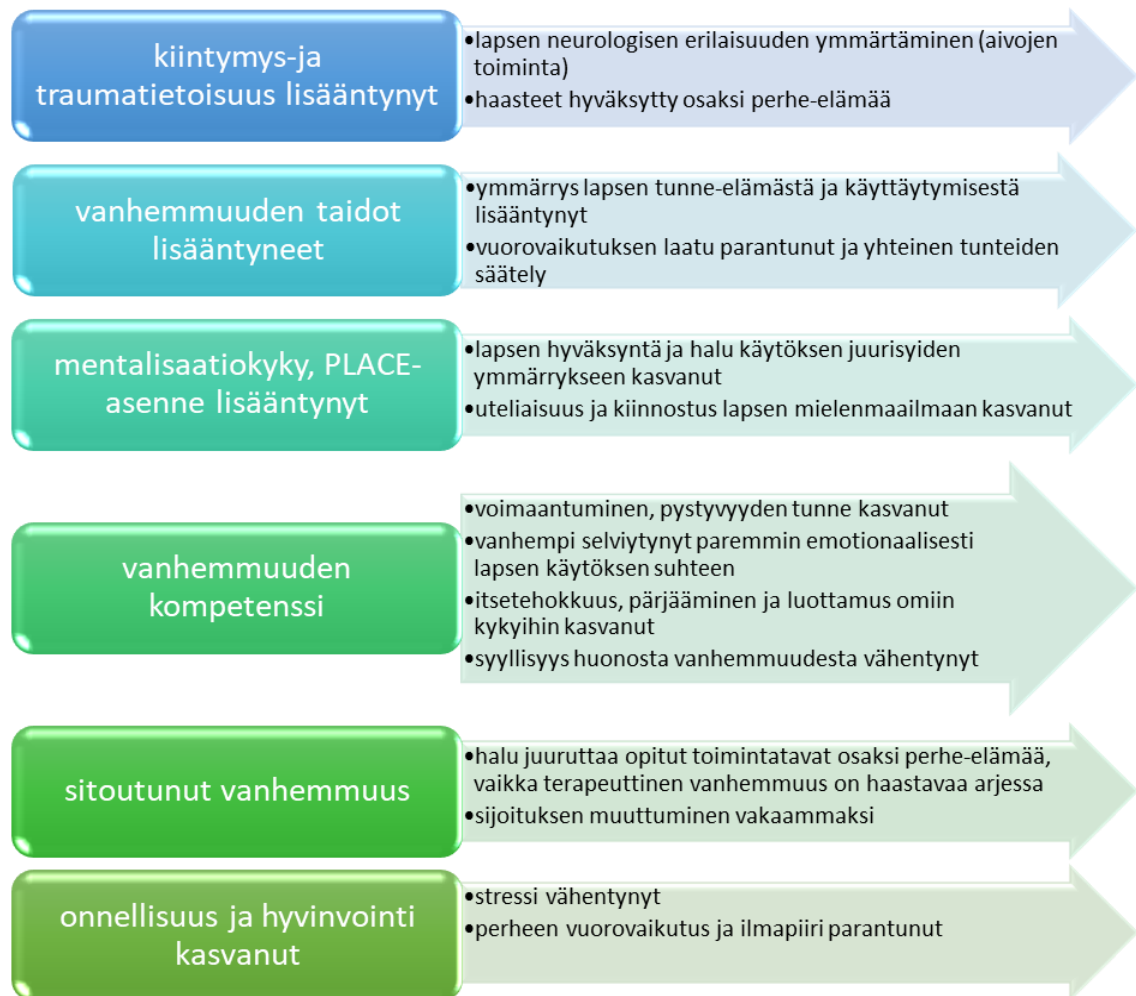 kiintymys-ja
traumatietoisuus lisääntynyt
•lapsen neurologisen erilaisuuden ymmärtäminen (aivojen
toiminta)
•haasteet hyväksytty osaksi perhe-elämää
vanhemmuuden taidot
lisääntyneet
•ymmärrys lapsen tunne-elämästä ja käyttäytymisestä
lisääntynyt
•vuorovaikutuksen laatu parantunut ja yhteinen tunteiden
säätely
mentalisaatiokyky, PLACE-
asenne lisääntynyt
•lapsen hyväksyntä ja halu käytöksen juurisyiden
ymmärrykseen kasvanut
•uteliaisuus ja kiinnostus lapsen mielenmaailmaan kasvanut
vanhemmuuden
kompetenssi
•voimaantuminen, pystyvyyden tunne kasvanut
•vanhempi selviytynyt paremmin emotionaalisesti
lapsen käytöksen suhteen
•itsetehokkuus, pärjääminen ja luottamus omiin
kykyihin kasvanut
•syyllisyys huonosta vanhemmuudesta vähentynyt
sitoutunut vanhemmuus
•halu juuruttaa opitut toimintatavat osaksi perhe-elämää,
vaikka terapeuttinen vanhemmuus on haastavaa arjessa
•sijoituksen muuttuminen vakaammaksi
onnellisuus ja hyvinvointi
kasvanut
•stressi vähentynyt
•perheen vuorovaikutus ja ilmapiiri parantunut